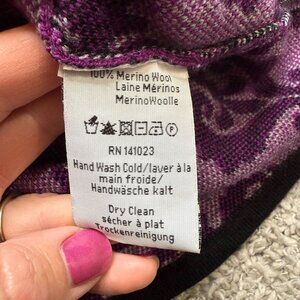 100% Merino Wool
Laine Mérinos
MerinoWolle
RN 141023
Hand Wash Cold/laver à la
main froide/
Handwäsche kalt
Dry Clean
sécher à plat
Trockenreinigung